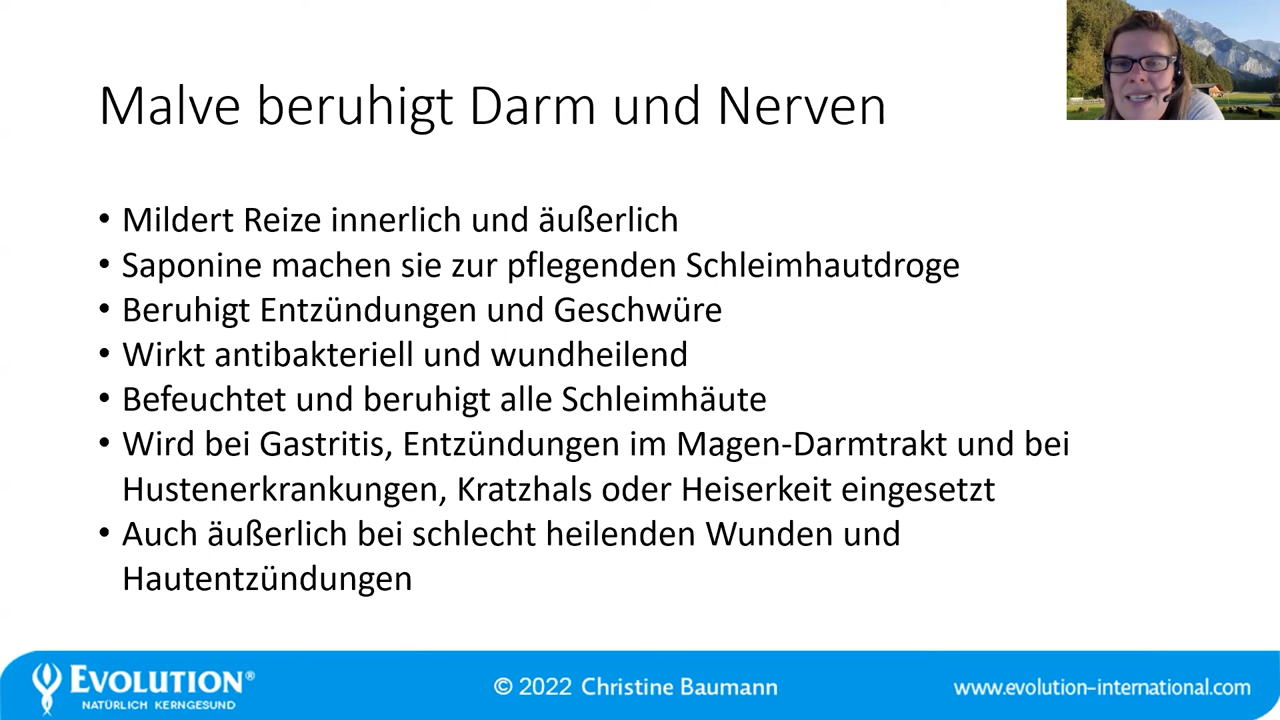 Malve beruhigt Darm und Nerven
• Mildert Reize innerlich und äußerlich
• Saponine machen sie zur pflegenden Schleimhautdroge
• Beruhigt Entzündungen und Geschwüre
• Wirkt antibakteriell und wundheilend
• Befeuchtet und beruhigt alle Schleimhäute
• Wird bei Gastritis, Entzündungen im Magen-Darmtrakt und bei
Hustenerkrankungen, Kratzhals oder Heiserkeit eingesetzt
• Auch äußerlich bei schlecht heilenden Wunden und
Hautentzündungen
EVOLUTION®
NATÜRLICH KERNGESUND
© 2022 Christine Baumann
www.evolution-international.com